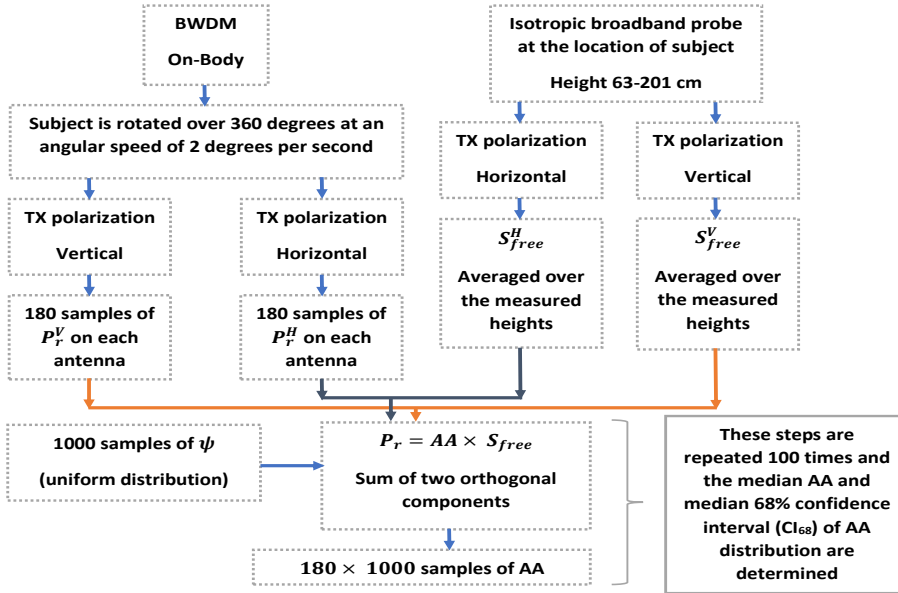 BWDM
On-Body
Isotropic broadband probe
at the location of subject
Height 63-201 cm
Subject is rotated over 360 degrees at an
angular speed of 2 degrees per second
TX polarization
Vertical
TX polarization
Horizontal
TX polarization
Horizontal
TX polarization
Vertical
180 samples of
P_r^V on each
antenna
180 samples of
P_r^H on each
antenna
S_free^H
Averaged over
the measured
heights
S_free^V
Averaged over
the measured
heights
1000 samples of ψ
(uniform distribution)
P_r = AA × S_free
Sum of two orthogonal
components
180 × 1000 samples of AA
These steps are
repeated 100 times and
the median AA and
median 68% confidence
interval (CI₆₈) of AA
distribution are
determined